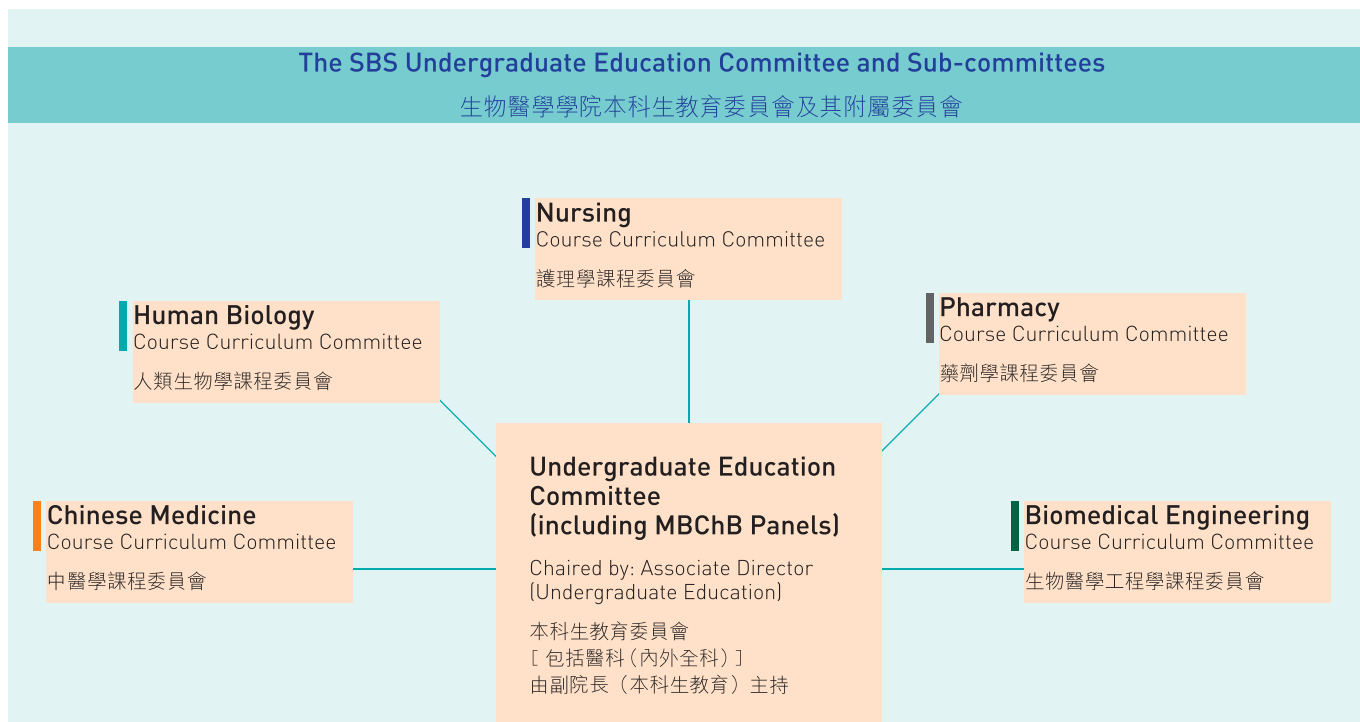 The SBS Undergraduate Education Committee and Sub-committees
生物醫學學院本科生教育委員會及其附屬委員會
Nursing
Course Curriculum Committee
護理學課程委員會
Human Biology
Course Curriculum Committee
人類生物學課程委員會
Pharmacy
Course Curriculum Committee
藥劑學課程委員會
Chinese Medicine
Course Curriculum Committee
中醫學課程委員會
Undergraduate Education
Committee
(including MBChB Panels)
Chaired by: Associate Director
(Undergraduate Education)
本科生教育委員會
[ 包括醫科(內外全科) ]
由副院長（本科生教育）主持
Biomedical Engineering
Course Curriculum Committee
生物醫學工程學課程委員會